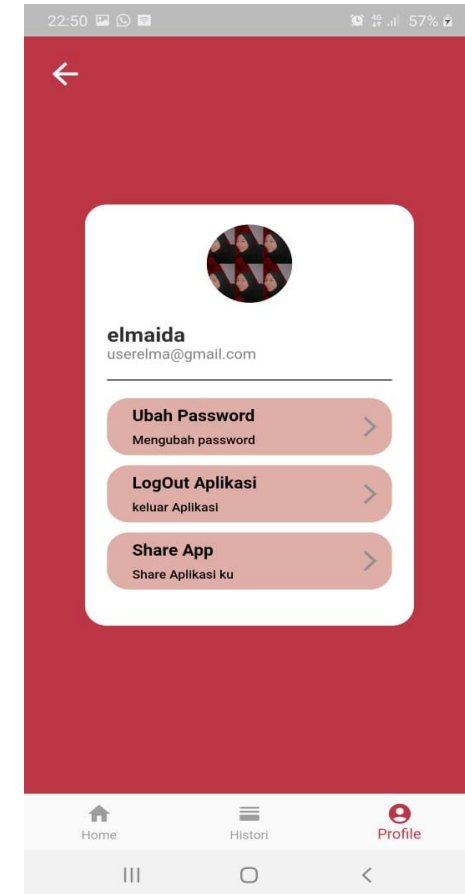 22:50
4G
57%
elmaida
userelma@gmail.com
Ubah Password
Mengubah password
LogOut Aplikasi
keluar Aplikasi
Share App
Share Aplikasi ku
Home Histori Profile